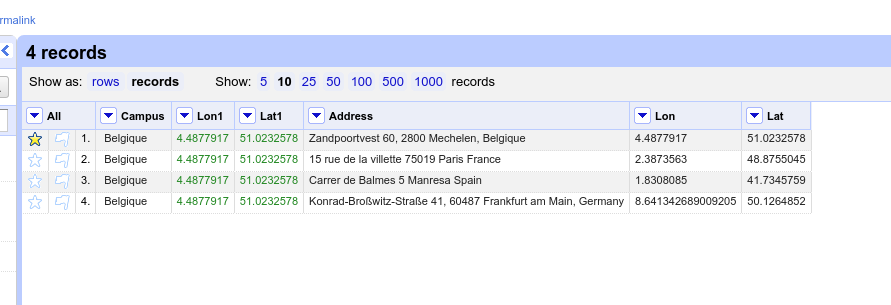 rmalink
4 records
Show as: rows records Show: 5 10 25 50 100 500 1000 records
All Campus Lon1 Lat1 Address Lon Lat
1. Belgique 4.4877917 51.0232578 Zandpoortvest 60, 2800 Mechelen, Belgique 4.4877917 51.0232578
2. Belgique 4.4877917 51.0232578 15 rue de la villette 75019 Paris France 2.3873563 48.8755045
3. Belgique 4.4877917 51.0232578 Carrer de Balmes 5 Manresa Spain 1.8308085 41.7345759
4. Belgique 4.4877917 51.0232578 Konrad-Broßwitz-Straße 41, 60487 Frankfurt am Main, Germany 8.641342689009205 50.1264852